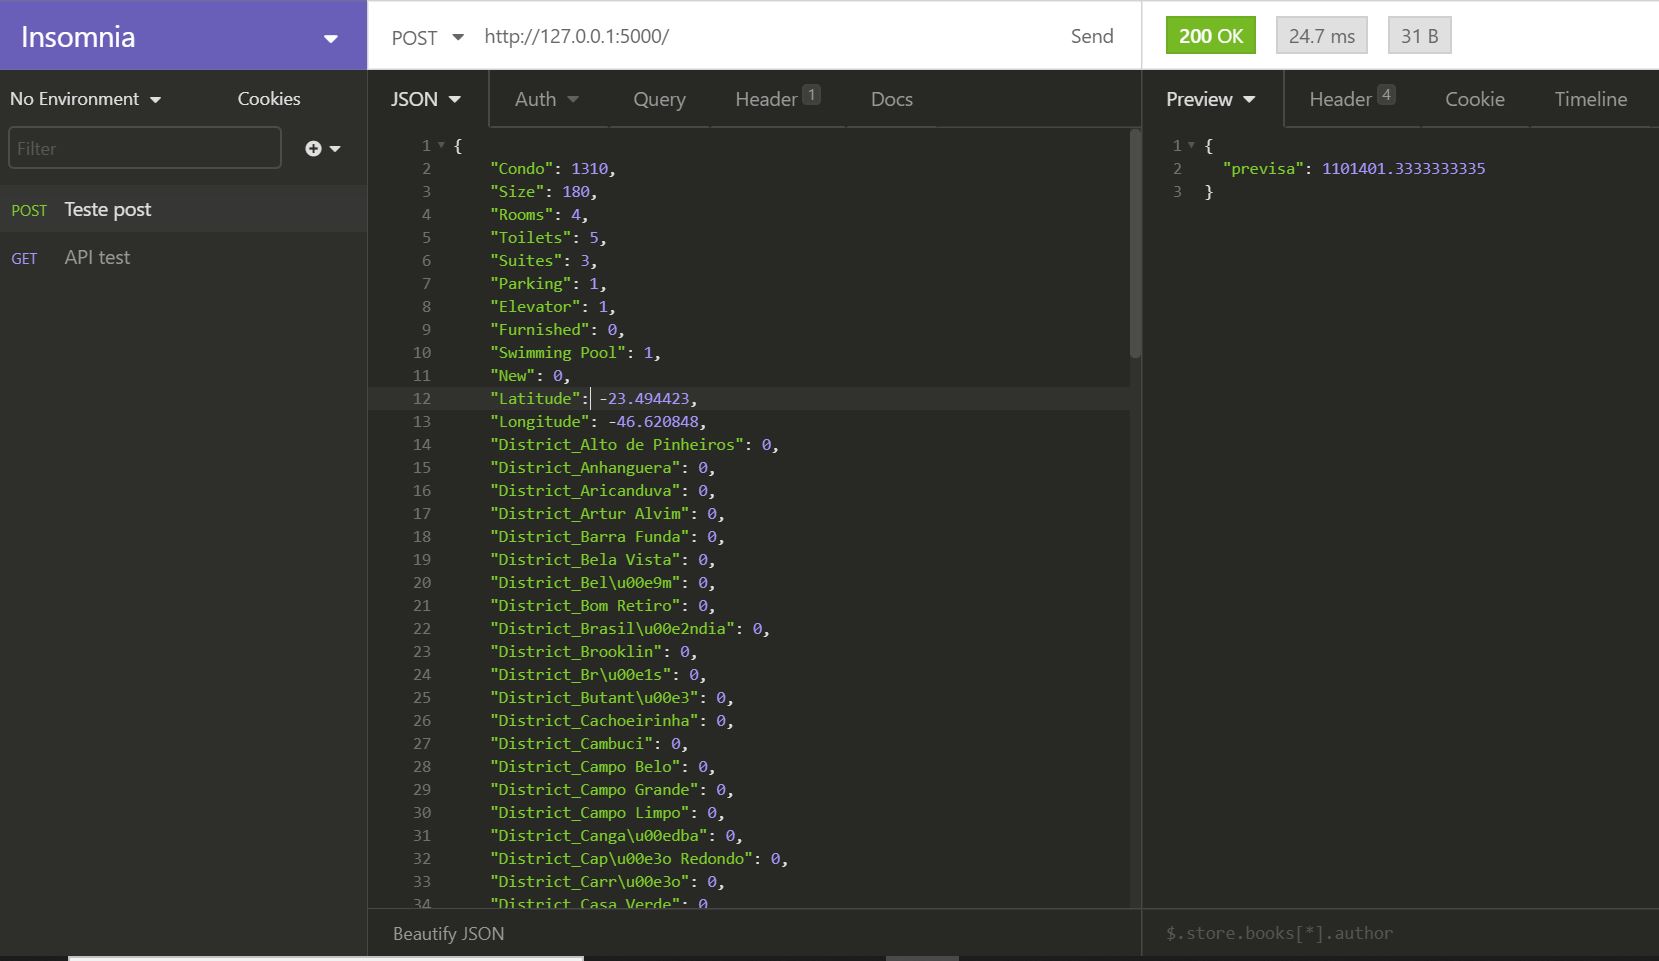 Insomnia
No Environment
Cookies
Filter
POST Teste post
GET API test
POST http://127.0.0.1:5000/ Send
JSON Auth Query Header 1 Docs
1 {
2 "Condo": 1310,
3 "Size": 180,
4 "Rooms": 4,
5 "Toilets": 5,
6 "Suites": 3,
7 "Parking": 1,
8 "Elevator": 1,
9 "Furnished": 0,
10 "Swimming Pool": 1,
11 "New": 0,
12 "Latitude": -23.494423,
13 "Longitude": -46.620848,
14 "District_Alto de Pinheiros": 0,
15 "District_Anhanguera": 0,
16 "District_Aricanduva": 0,
17 "District_Artur Alvim": 0,
18 "District_Barra Funda": 0,
19 "District_Bela Vista": 0,
20 "District_Bel\u00e9m": 0,
21 "District_Bom Retiro": 0,
22 "District_Brasil\u00e2ndia": 0,
23 "District_Brooklin": 0,
24 "District_Br\u00e1s": 0,
25 "District_Butant\u00e3": 0,
26 "District_Cachoeirinha": 0,
27 "District_Cambuci": 0,
28 "District_Campo Belo": 0,
29 "District_Campo Grande": 0,
30 "District_Campo Limpo": 0,
31 "District_Canga\u00edba": 0,
32 "District_Cap\u00e3o Redondo": 0,
33 "District_Carr\u00e3o": 0,
34 "District_Casa Verde": 0
Beautify JSON
200 OK 24.7 ms 31 B
Preview Header 4 Cookie Timeline
1 {
2 "previsa": 1101401.3333333335
3 }
$.store.books[*].author